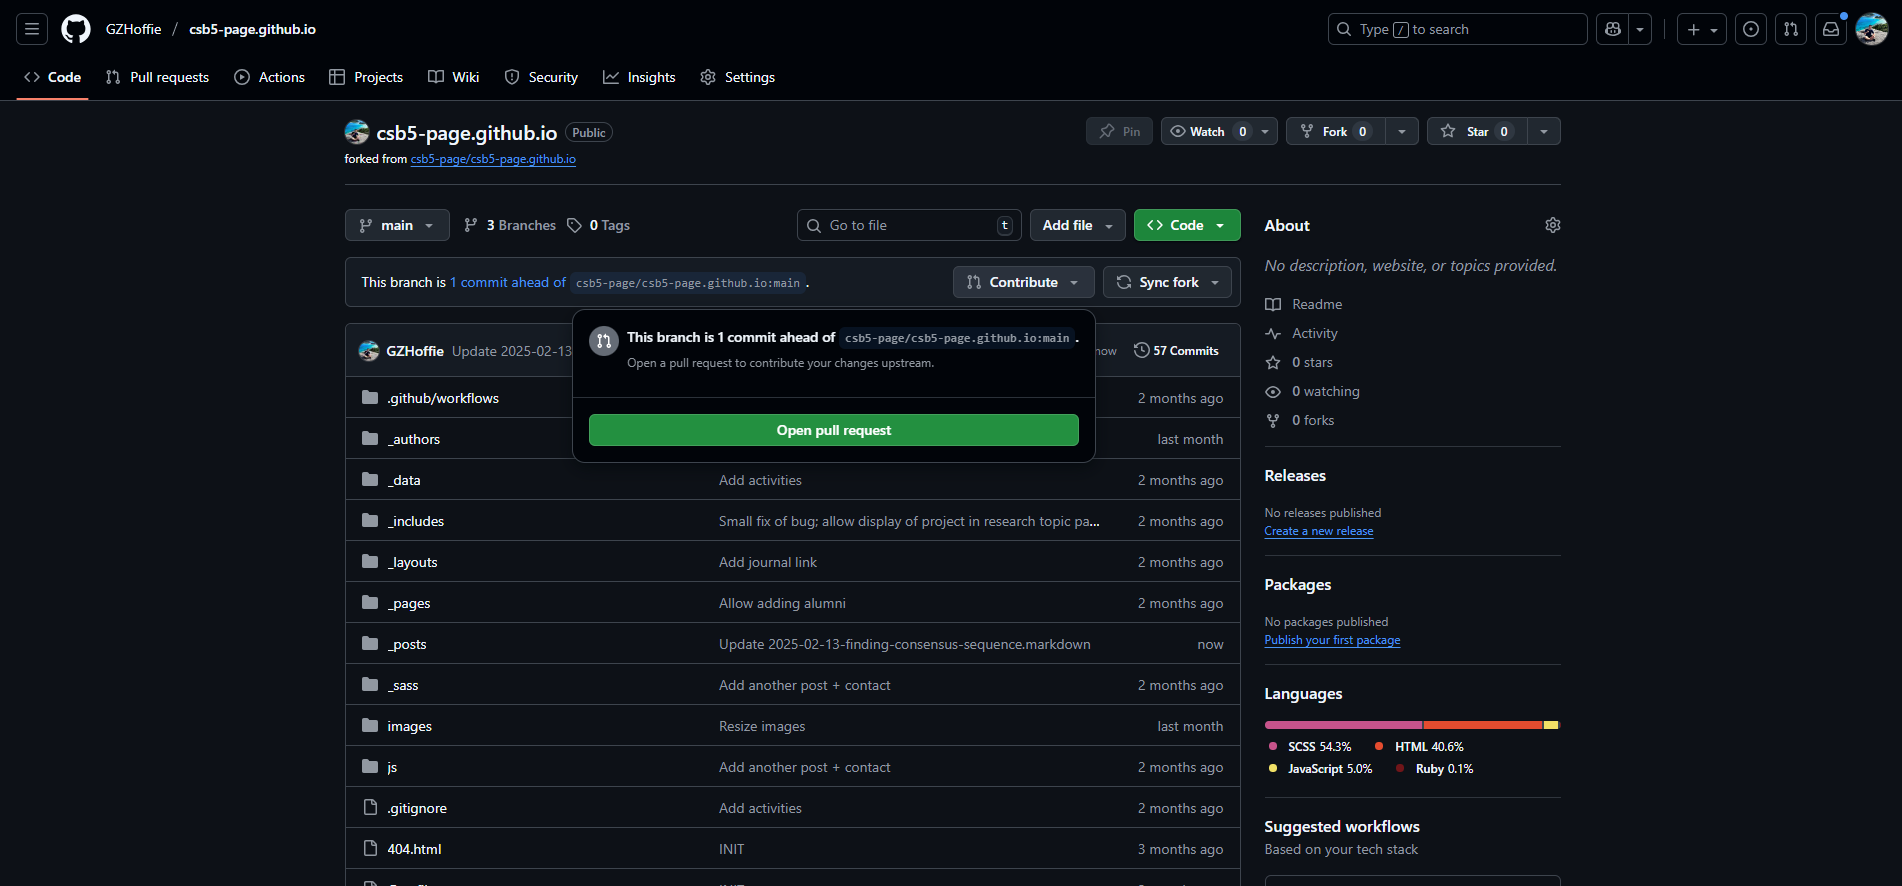 GZHoffie / csb5-page.github.io
Type / to search
Code
Pull requests
Actions
Projects
Wiki
Security
Insights
Settings
csb5-page.github.io Public
forked from csb5-page/csb5-page.github.io
Pin
Watch 0
Fork 0
Star 0
main
3 Branches
0 Tags
Go to file t
Add file
Code
This branch is 1 commit ahead of csb5-page/csb5-page.github.io:main .
Contribute
Sync fork
This branch is 1 commit ahead of csb5-page/csb5-page.github.io:main .
Open a pull request to contribute your changes upstream.
Open pull request
GZHoffie Update 2025-02-13 now 57 Commits
.github/workflows 2 months ago
_authors last month
_data Add activities 2 months ago
_includes Small fix of bug; allow display of project in research topic pa... 2 months ago
_layouts Add journal link 2 months ago
_pages Allow adding alumni 2 months ago
_posts Update 2025-02-13-finding-consensus-sequence.markdown now
_sass Add another post + contact 2 months ago
images Resize images last month
js Add another post + contact 2 months ago
.gitignore Add activities 2 months ago
404.html INIT 3 months ago
About
No description, website, or topics provided.
Readme
Activity
0 stars
0 watching
0 forks
Releases
No releases published
Create a new release
Packages
No packages published
Publish your first package
Languages
SCSS 54.3% HTML 40.6%
JavaScript 5.0% Ruby 0.1%
Suggested workflows
Based on your tech stack